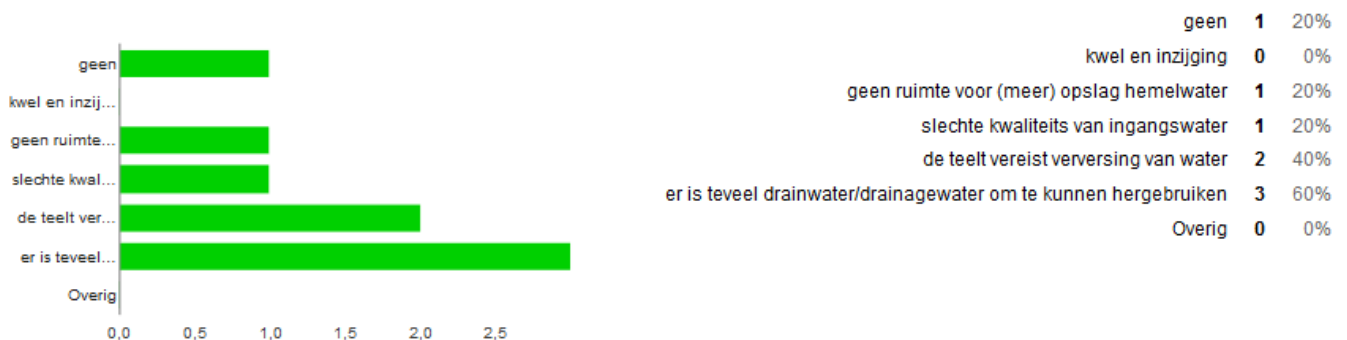 geen
kwel en inzij...
geen ruimte...
slechte kwal...
de teelt ver...
er is teveel...
Overig
0,0 0,5 1,0 1,5 2,0 2,5
geen 1 20%
kwel en inzijging 0 0%
geen ruimte voor (meer) opslag hemelwater 1 20%
slechte kwaliteits van ingangswater 1 20%
de teelt vereist verversing van water 2 40%
er is teveel drainwater/drainagewater om te kunnen hergebruiken 3 60%
Overig 0 0%